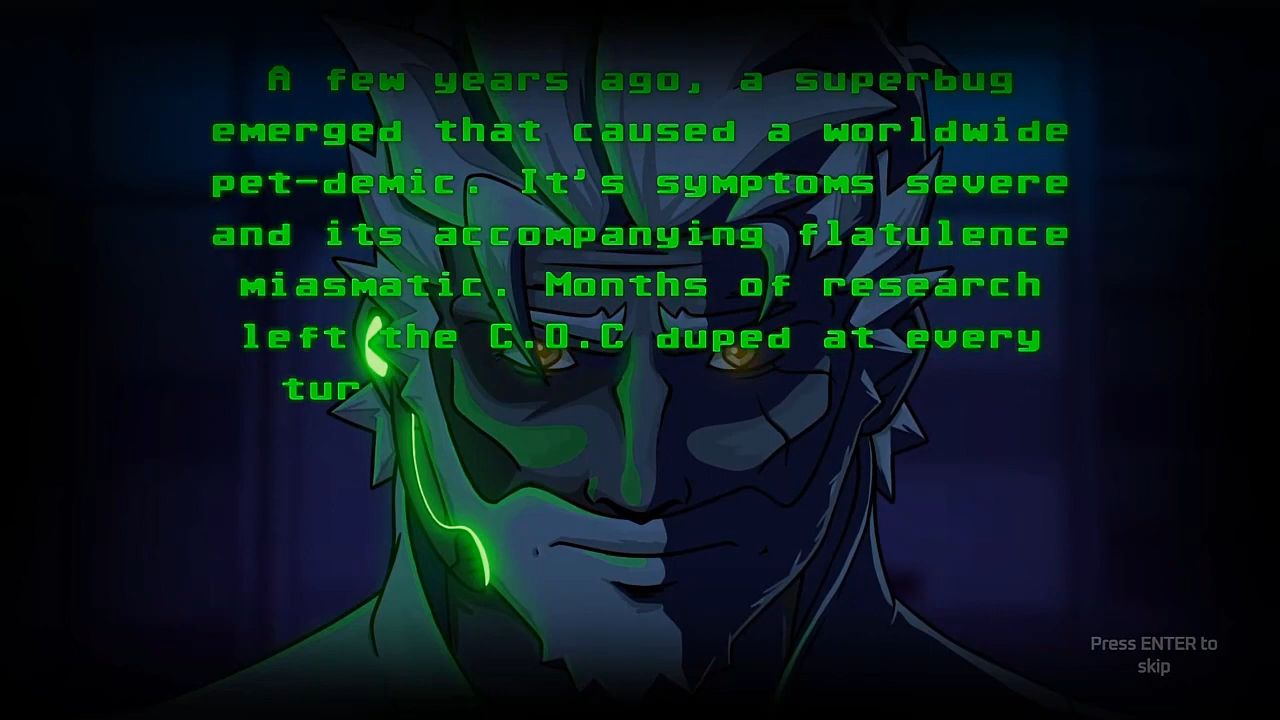 A few years ago, a superbug
emerged that caused a worldwide
pet-demic. It's symptoms severe
and its accompanying flatulence
miasmatic. Months of research
left the C.O.C duped at every
tur
Press ENTER to
skip